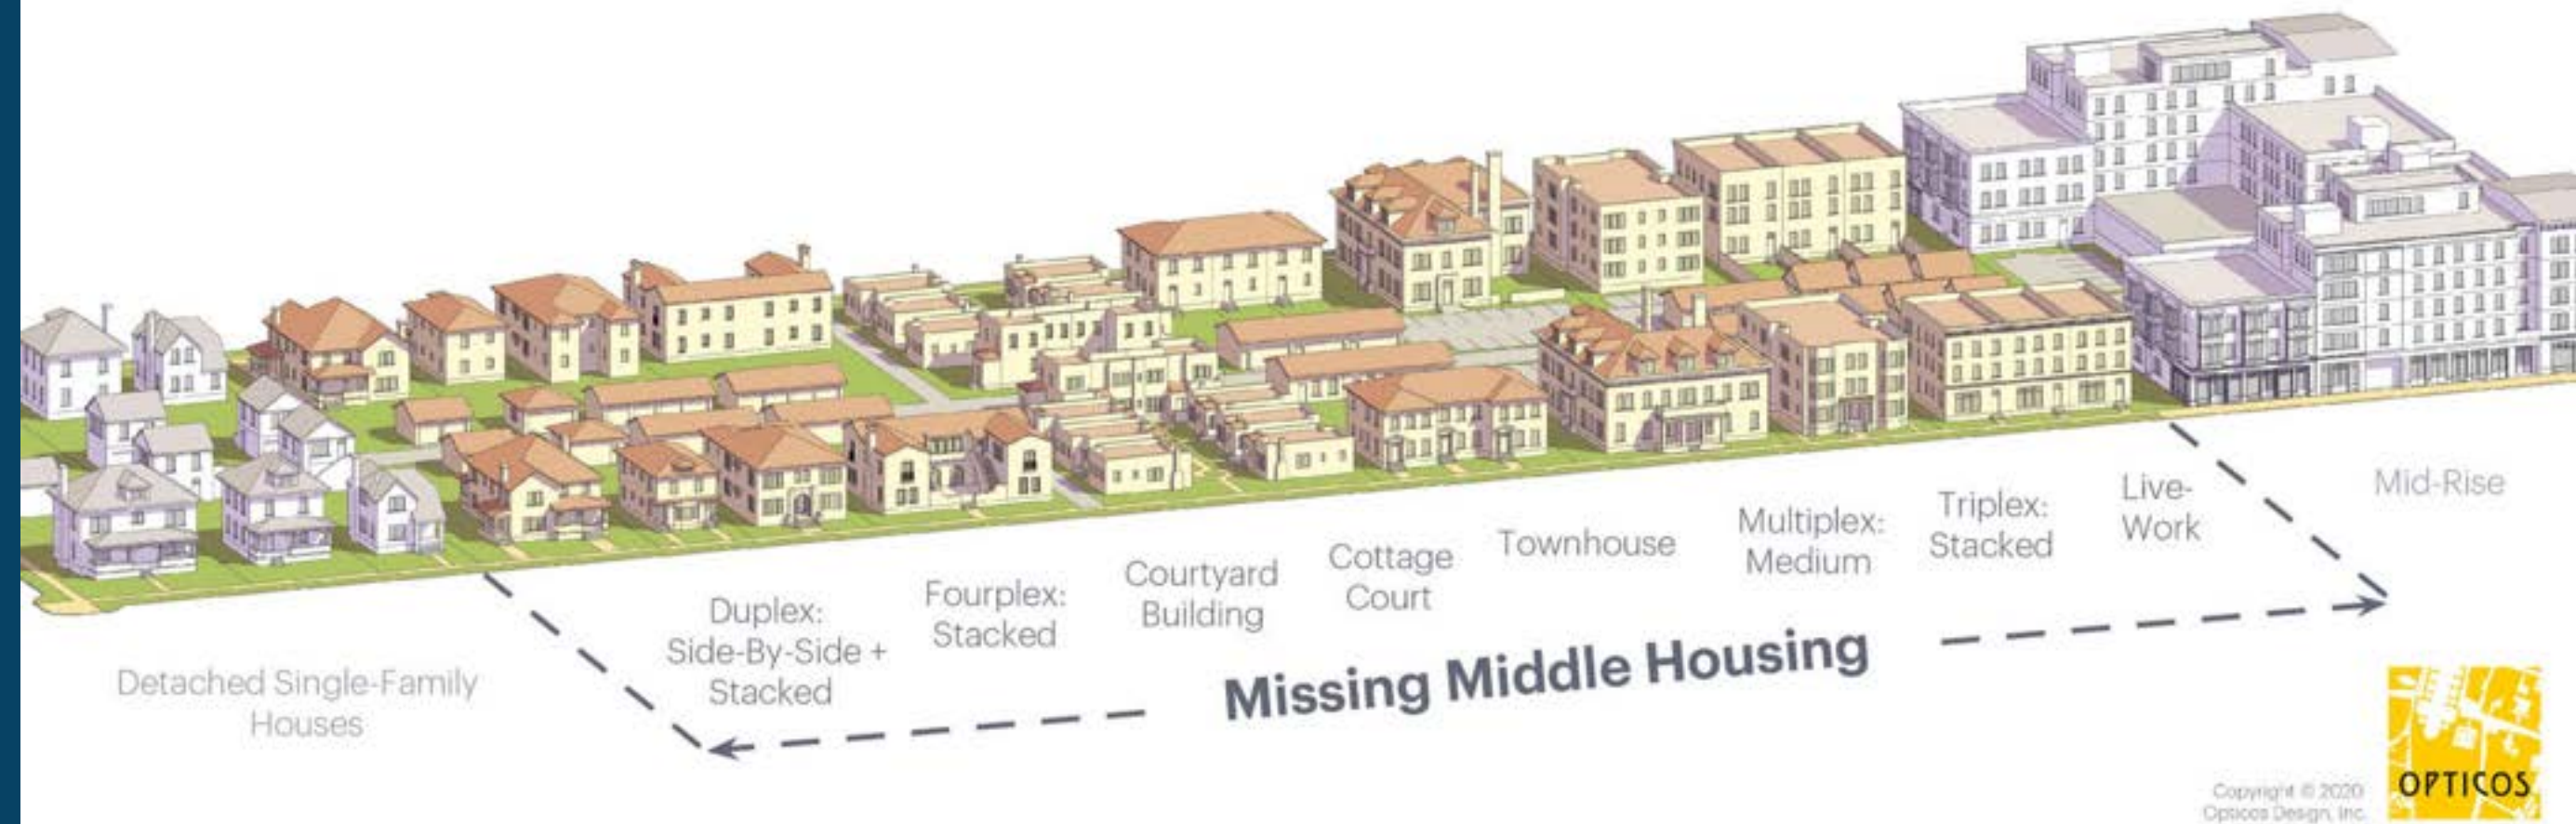 Detached Single-Family
Houses
Duplex:
Side-By-Side +
Stacked
Fourplex:
Stacked
Courtyard
Building
Cottage
Court
Townhouse
Multiplex:
Medium
Triplex:
Stacked
Live-
Work
Mid-Rise
Missing Middle Housing
OPTICOS
Copyright © 2020
Opticos Design, Inc.